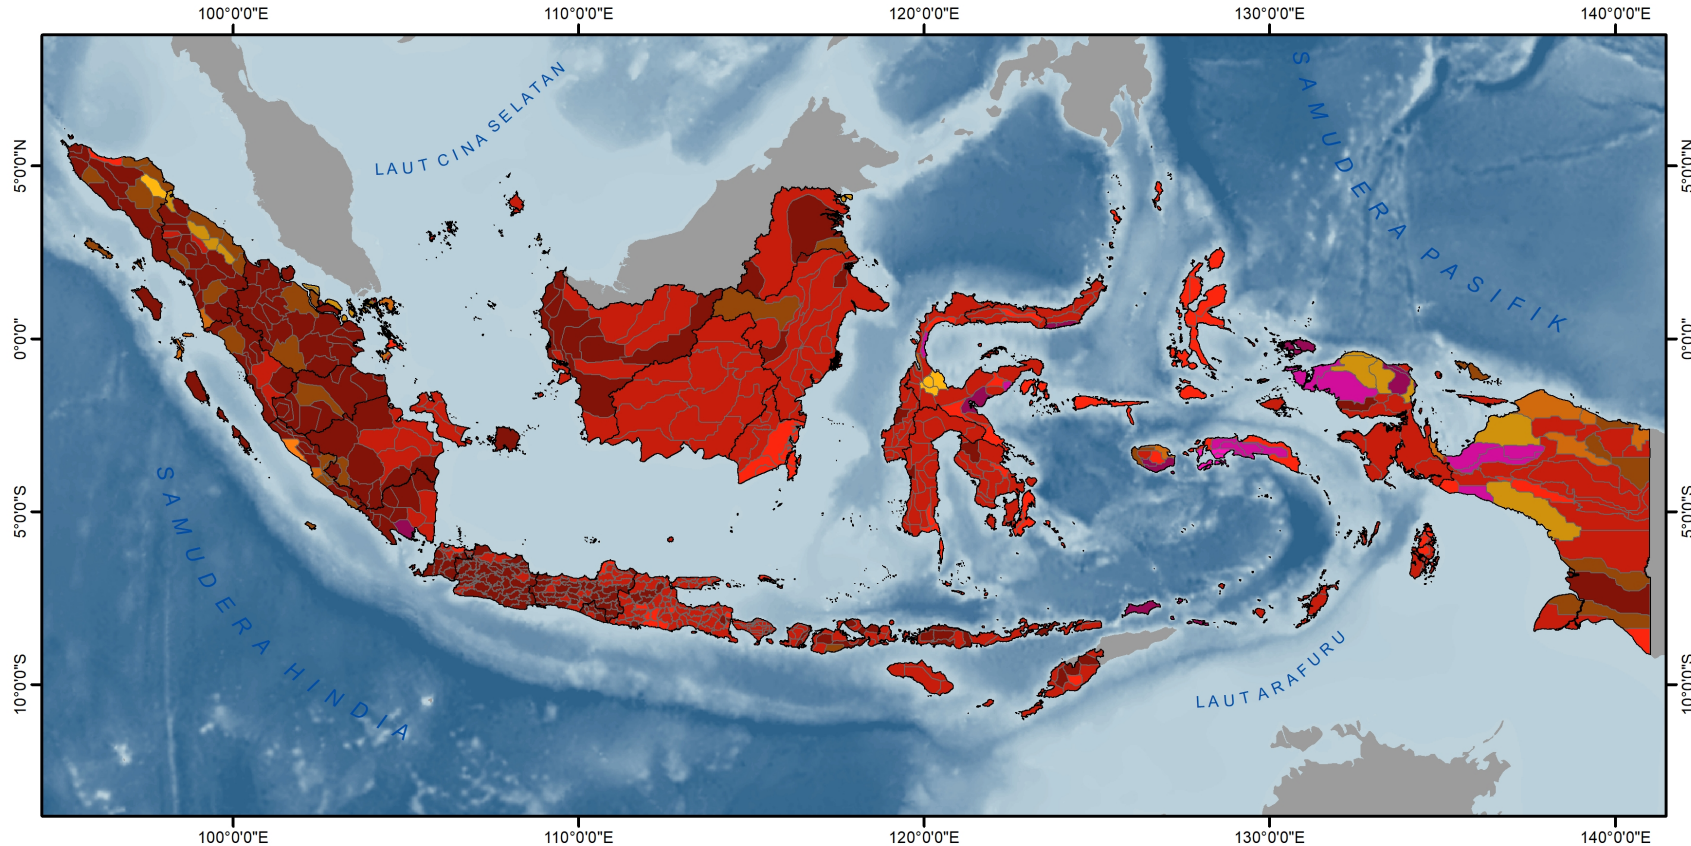 100°0'0"E
110°0'0"E
120°0'0"E
130°0'0"E
140°0'0"E
5°0'0"N
0°0'0"
5°0'0"S
10°0'0"S
LAUT CINA SELATAN
SAMUDERA PASIFIK
SAMUDERA HINDIA
LAUT ARAFURU
5°0'0"N
0°0'0"
5°0'0"S
10°0'0"S
100°0'0"E
110°0'0"E
120°0'0"E
130°0'0"E
140°0'0"E